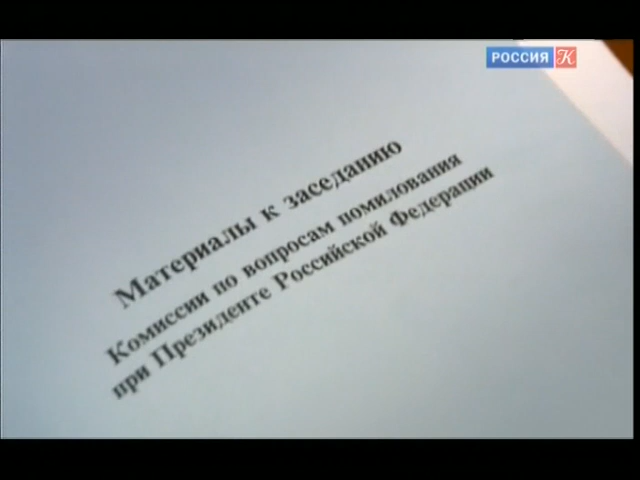 РОССИЯ К
Материалы к заседанию
Комиссии по вопросам помилования
при Президенте Российской Федерации